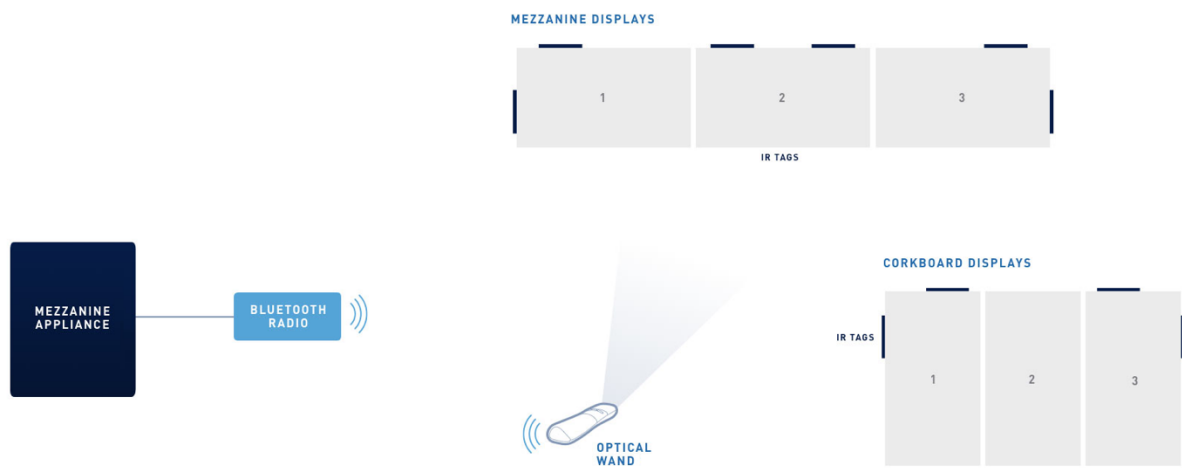 MEZZANINE DISPLAYS
1
2
3
IR TAGS
MEZZANINE
APPLIANCE
BLUETOOTH
RADIO
CORKBOARD DISPLAYS
IR TAGS
1
2
3
OPTICAL
WAND